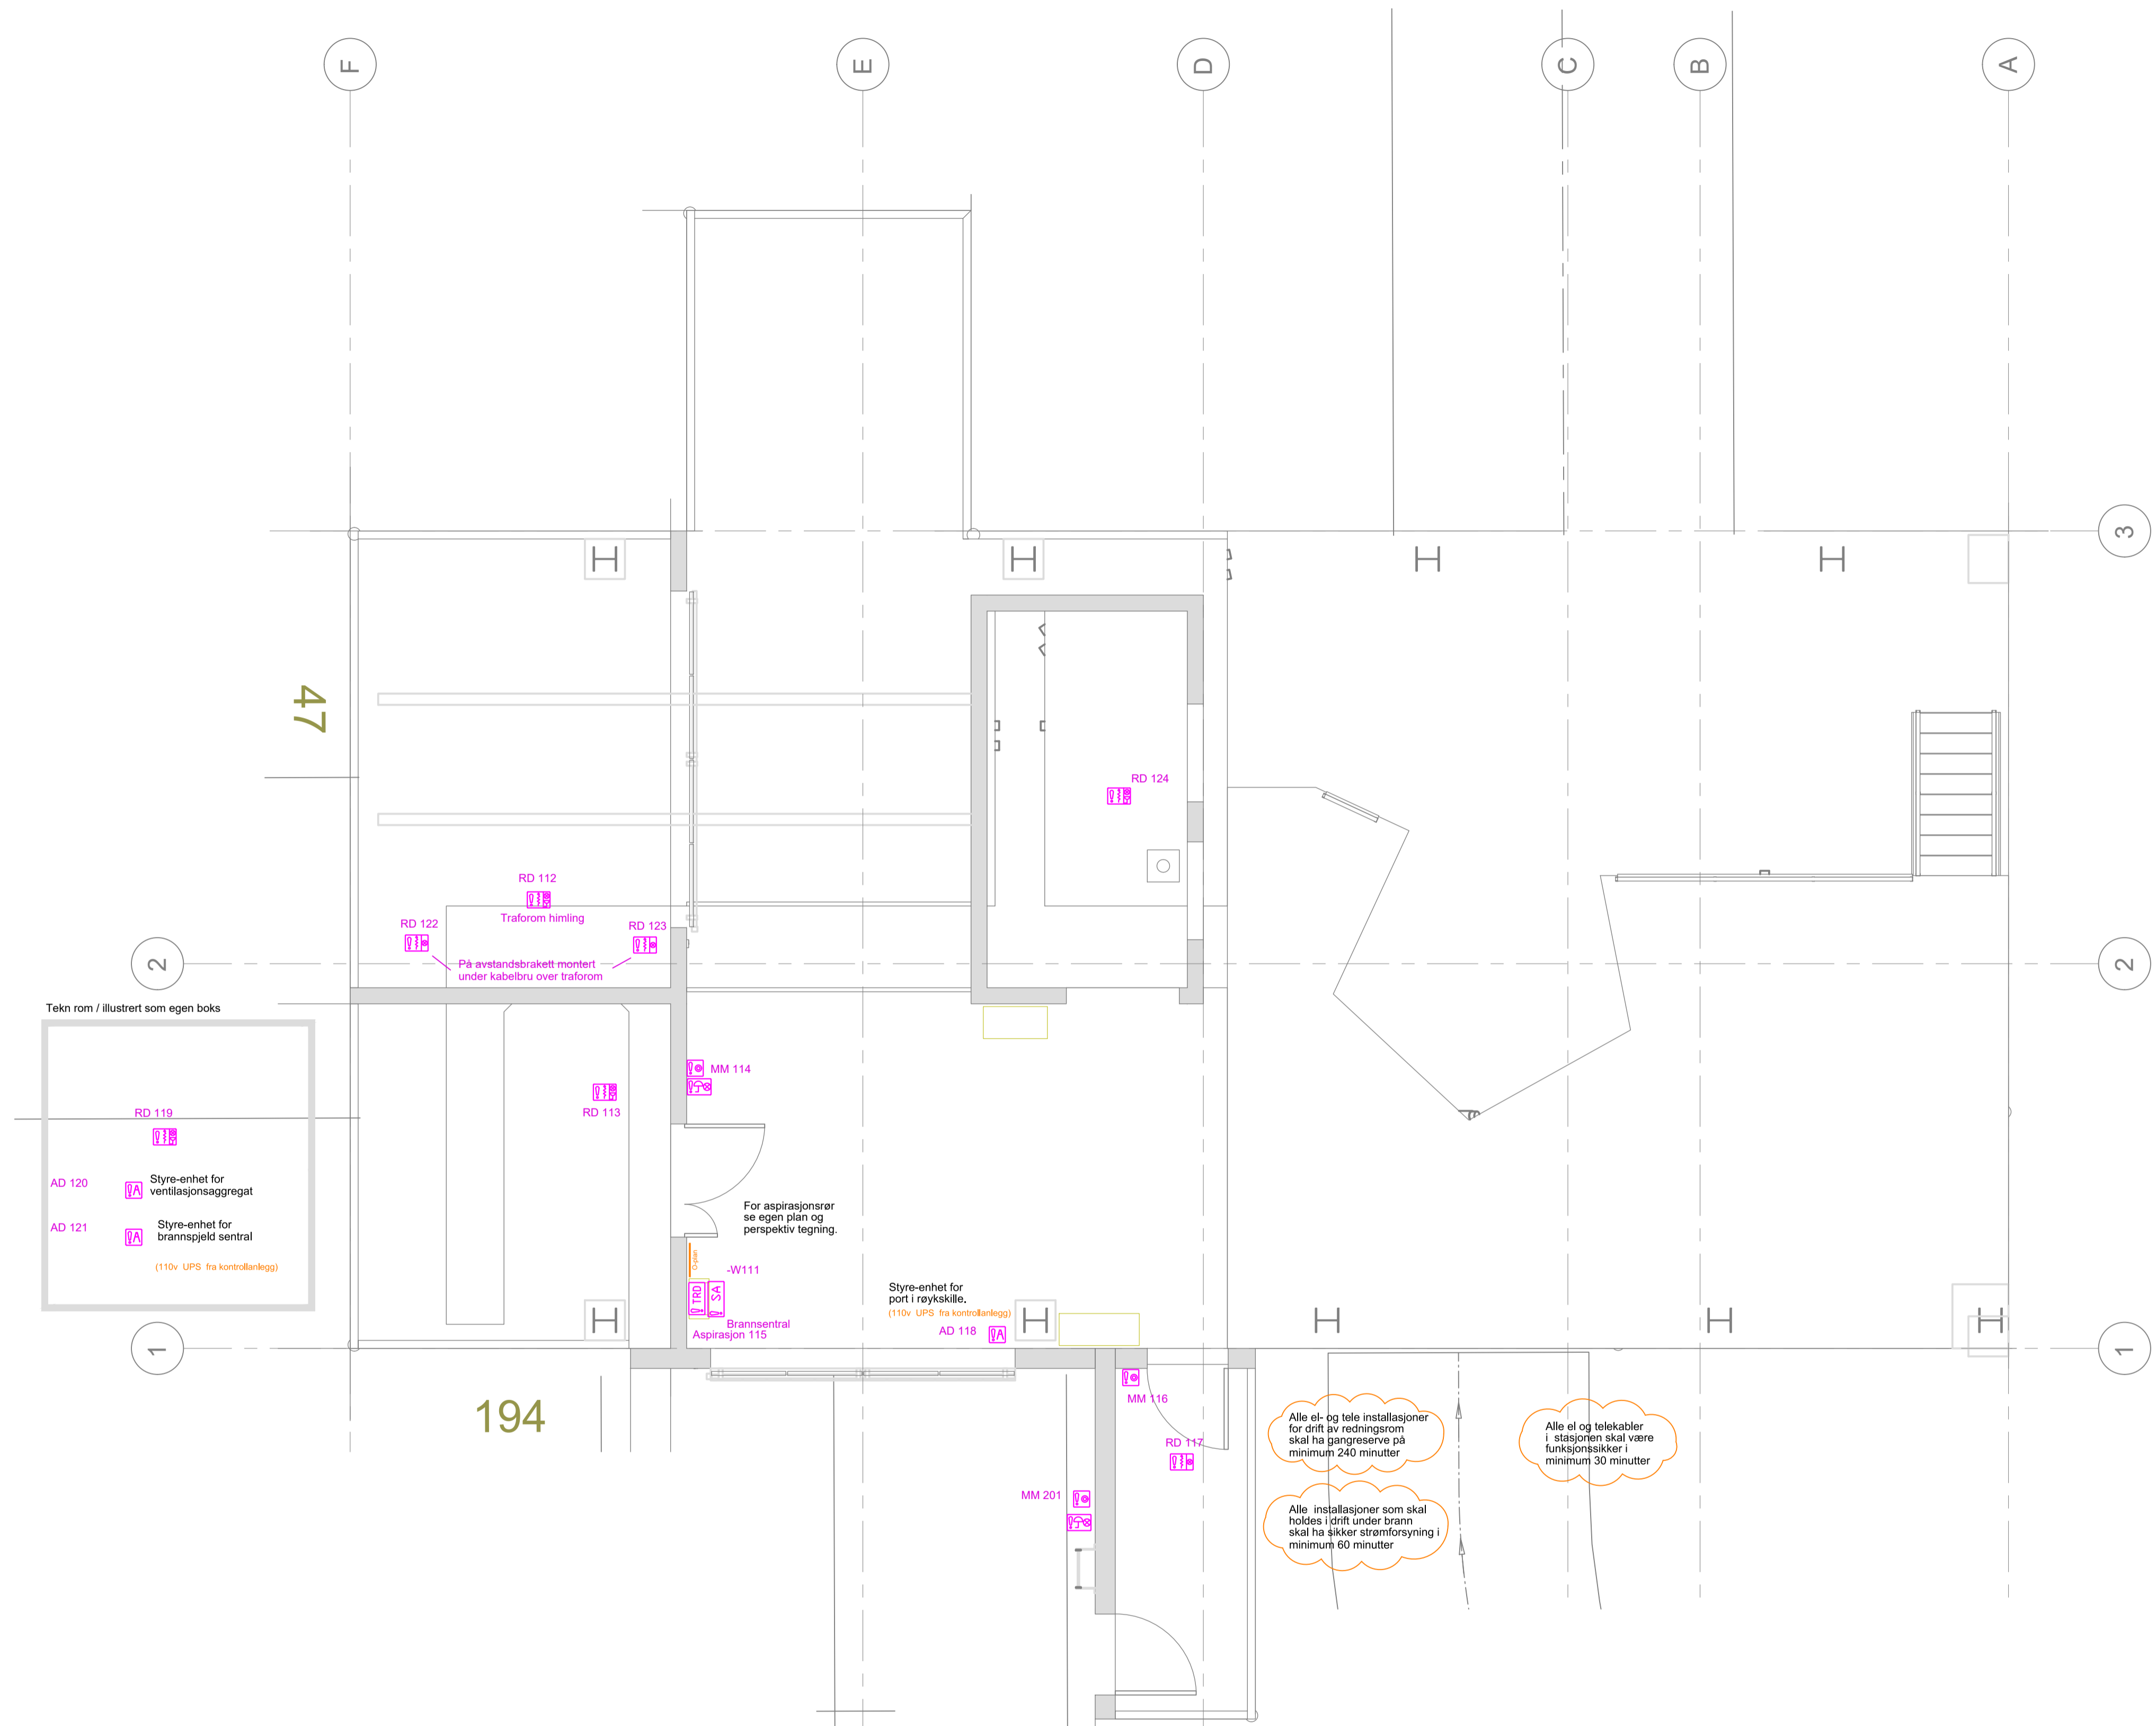 F
E
D
C
B
A
3
47
RD 124
RD 112
Traforom himling
RD 122
RD 123
På avstandsbrakett montert
under kabelbru over traforom
2
2
Tekn rom / illustrert som egen boks
MM 114
RD 119
RD 113
AD 120
A
Styre-enhet for
ventilasjonsaggregat
AD 121
A
Styre-enhet for
brannspjeld sentral
(110v UPS fra kontrollanlegg)
For aspirasjonsrør
se egen plan og
perspektiv tegning.
O-plan
-W111
TRD
SA
Brannsentral
Aspirasjon 115
Styre-enhet for
port i røykskille.
(110v UPS fra kontrollanlegg)
AD 118
A
1
1
194
MM 116
RD 117
MM 201
Alle el- og tele installasjoner
for drift av redningsrom
skal ha gangreserve på
minimum 240 minutter
Alle el og telekabler
i stasjonen skal være
funksjonssikker i
minimum 30 minutter
Alle installasjoner som skal
holdes i drift under brann
skal ha sikker strømforsyning i
minimum 60 minutter